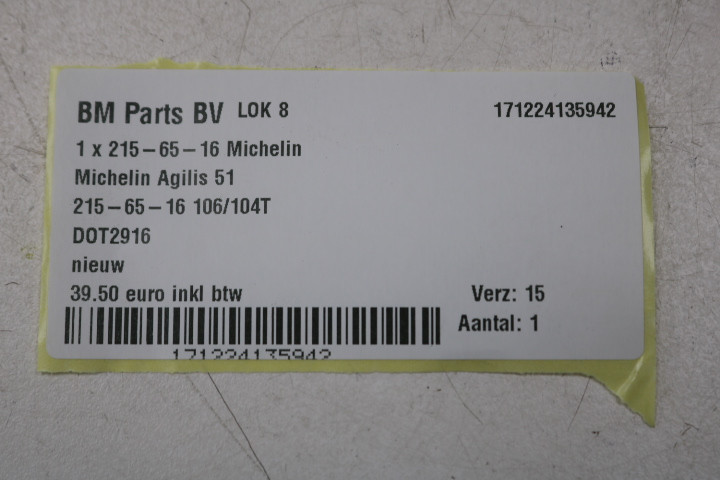 BM Parts BV LOK 8 171224135942
1 x 215-65-16 Michelin
Michelin Agilis 51
215-65-16 106/104T
DOT2916
nieuw
39.50 euro inkl btw Verz: 15
Aantal: 1
171224135942